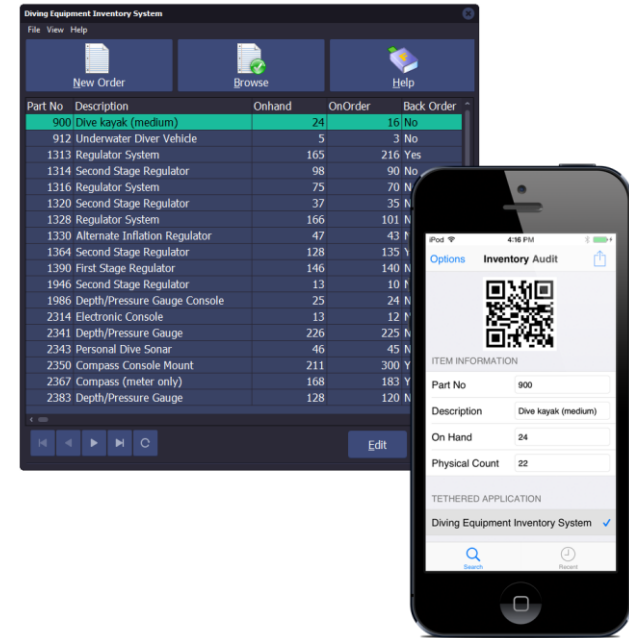 Diving Equipment Inventory System
File View Help
New Order Browse Help
Part No Description Onhand OnOrder Back Order
900 Dive kayak (medium) 24 16 No
912 Underwater Diver Vehicle 5 3 No
1313 Regulator System 165 216 Yes
1314 Second Stage Regulator 98 90 No
1316 Regulator System 75 70 N
1320 Second Stage Regulator 37 35 N
1328 Regulator System 166 101 N
1330 Alternate Inflation Regulator 47 43 N
1364 Second Stage Regulator 128 135 Y
1390 First Stage Regulator 146 140 N
1946 Second Stage Regulator 13 10 N
1986 Depth/Pressure Gauge Console 25 24 N
2314 Electronic Console 13 12 N
2341 Depth/Pressure Gauge 226 225 N
2343 Personal Dive Sonar 46 45 N
2350 Compass Console Mount 211 300 Y
2367 Compass (meter only) 168 183 Y
2383 Depth/Pressure Gauge 128 120 N
Edit
iPod 4:16 PM
Options Inventory Audit
ITEM INFORMATION
Part No 900
Description Dive kayak (medium)
On Hand 24
Physical Count 22
TETHERED APPLICATION
Diving Equipment Inventory System
Search Recent